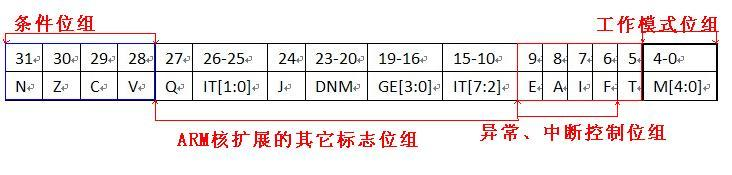 条件位组 工作模式位组
31 30 29 28 27 26-25 24 23-20 19-16 15-10 9 8 7 6 5 4-0
N Z C V Q IT[1:0] J DNM GE[3:0] IT[7:2] E A I F T M[4:0]
ARM核扩展的其它标志位组 异常、中断控制位组